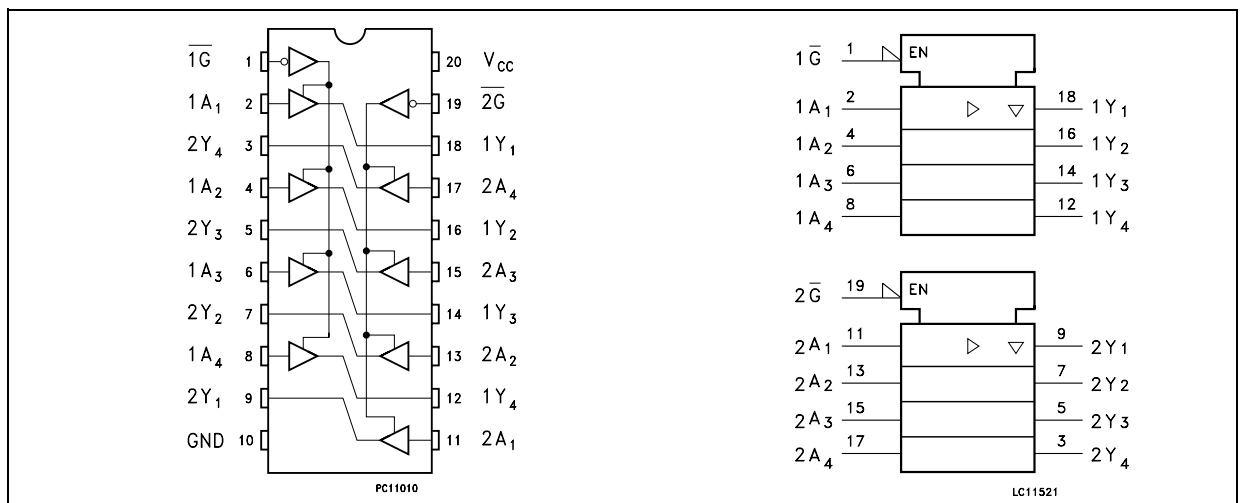 1G̅ 1 20 VCC
1A1 2 19 2G̅
2Y4 3 18 1Y1
1A2 4 17 2A4
2Y3 5 16 1Y2
1A3 6 15 2A3
2Y2 7 14 1Y3
1A4 8 13 2A2
2Y1 9 12 1Y4
GND 10 11 2A1
PC11010
1G̅ 1 EN
1A1 2 18 1Y1
1A2 4 16 1Y2
1A3 6 14 1Y3
1A4 8 12 1Y4
2G̅ 19 EN
2A1 11 9 2Y1
2A2 13 7 2Y2
2A3 15 5 2Y3
2A4 17 3 2Y4
LC11521